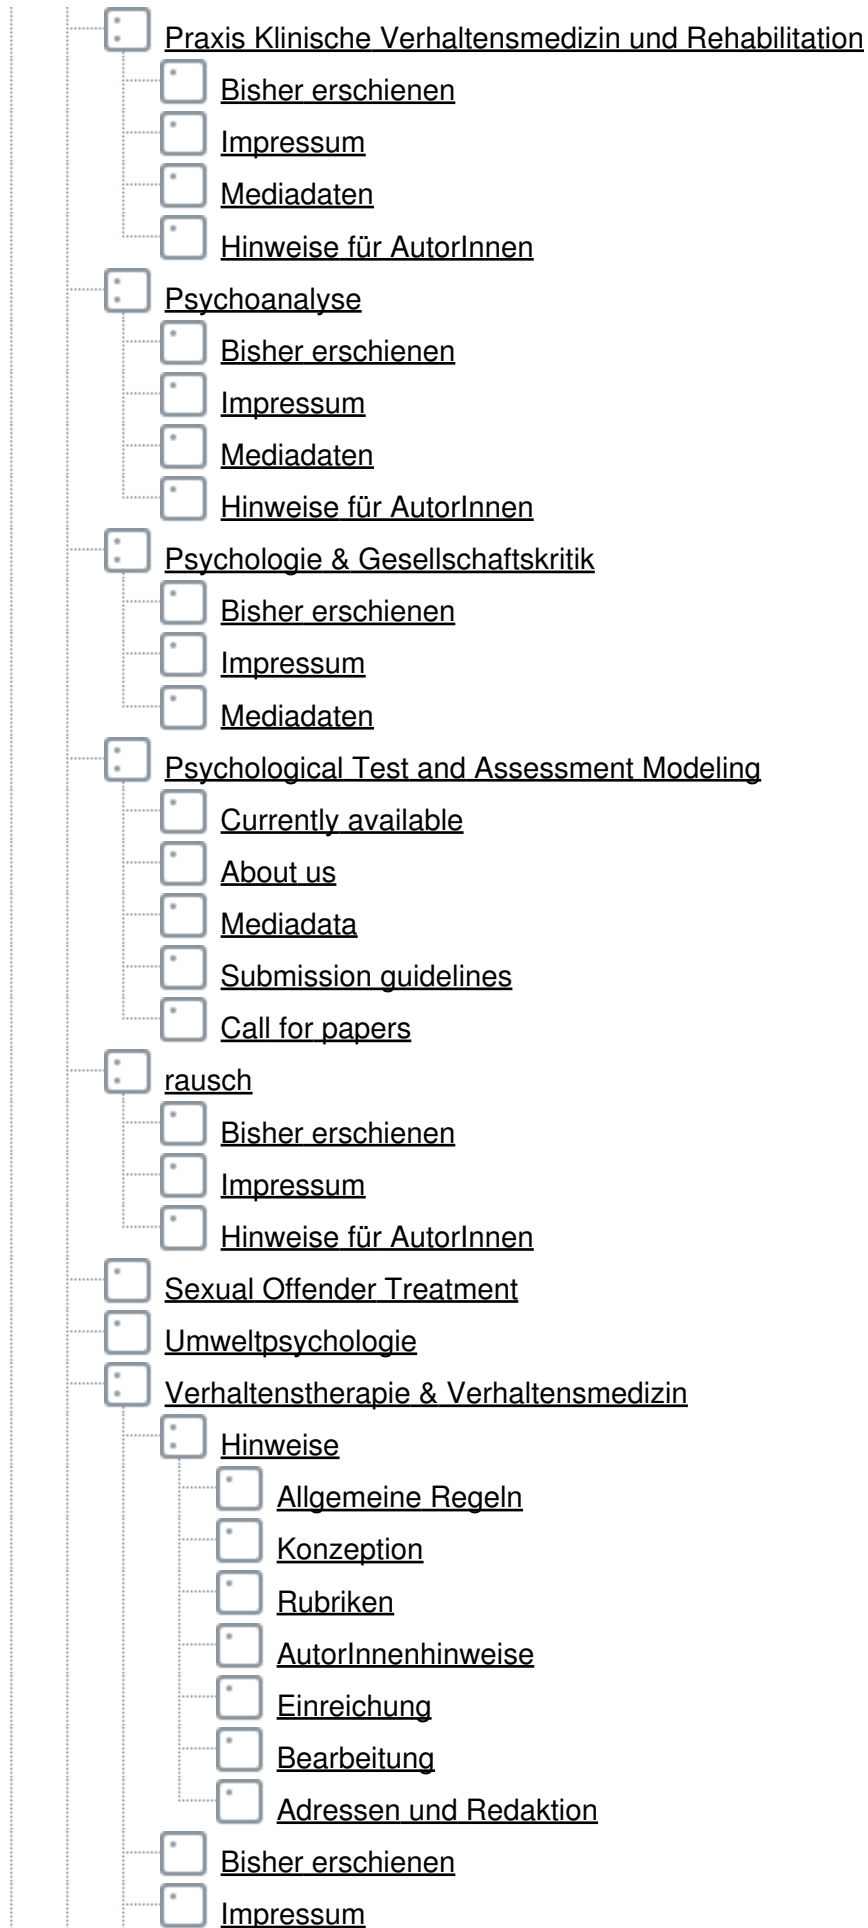 Praxis Klinische Verhaltensmedizin und Rehabilitation
Bisher erschienen
Impressum
Mediadaten
Hinweise für AutorInnen
Psychoanalyse
Bisher erschienen
Impressum
Mediadaten
Hinweise für AutorInnen
Psychologie & Gesellschaftskritik
Bisher erschienen
Impressum
Mediadaten
Psychological Test and Assessment Modeling
Currently available
About us
Mediadata
Submission guidelines
Call for papers
rausch
Bisher erschienen
Impressum
Hinweise für AutorInnen
Sexual Offender Treatment
Umweltpsychologie
Verhaltenstherapie & Verhaltensmedizin
Hinweise
Allgemeine Regeln
Konzeption
Rubriken
AutorInnenhinweise
Einreichung
Bearbeitung
Adressen und Redaktion
Bisher erschienen
Impressum